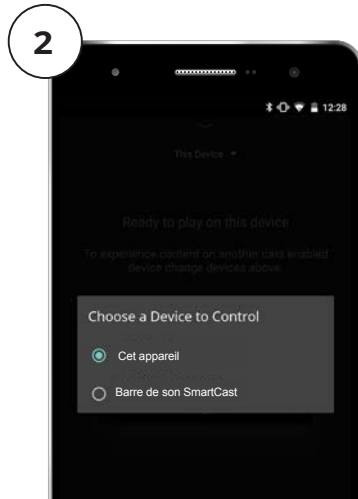 2
12:28
This Device
Ready to play on this device
To experience content on another cast enabled
device change devices above.
Choose a Device to Control
Cet appareil
Barre de son SmartCast